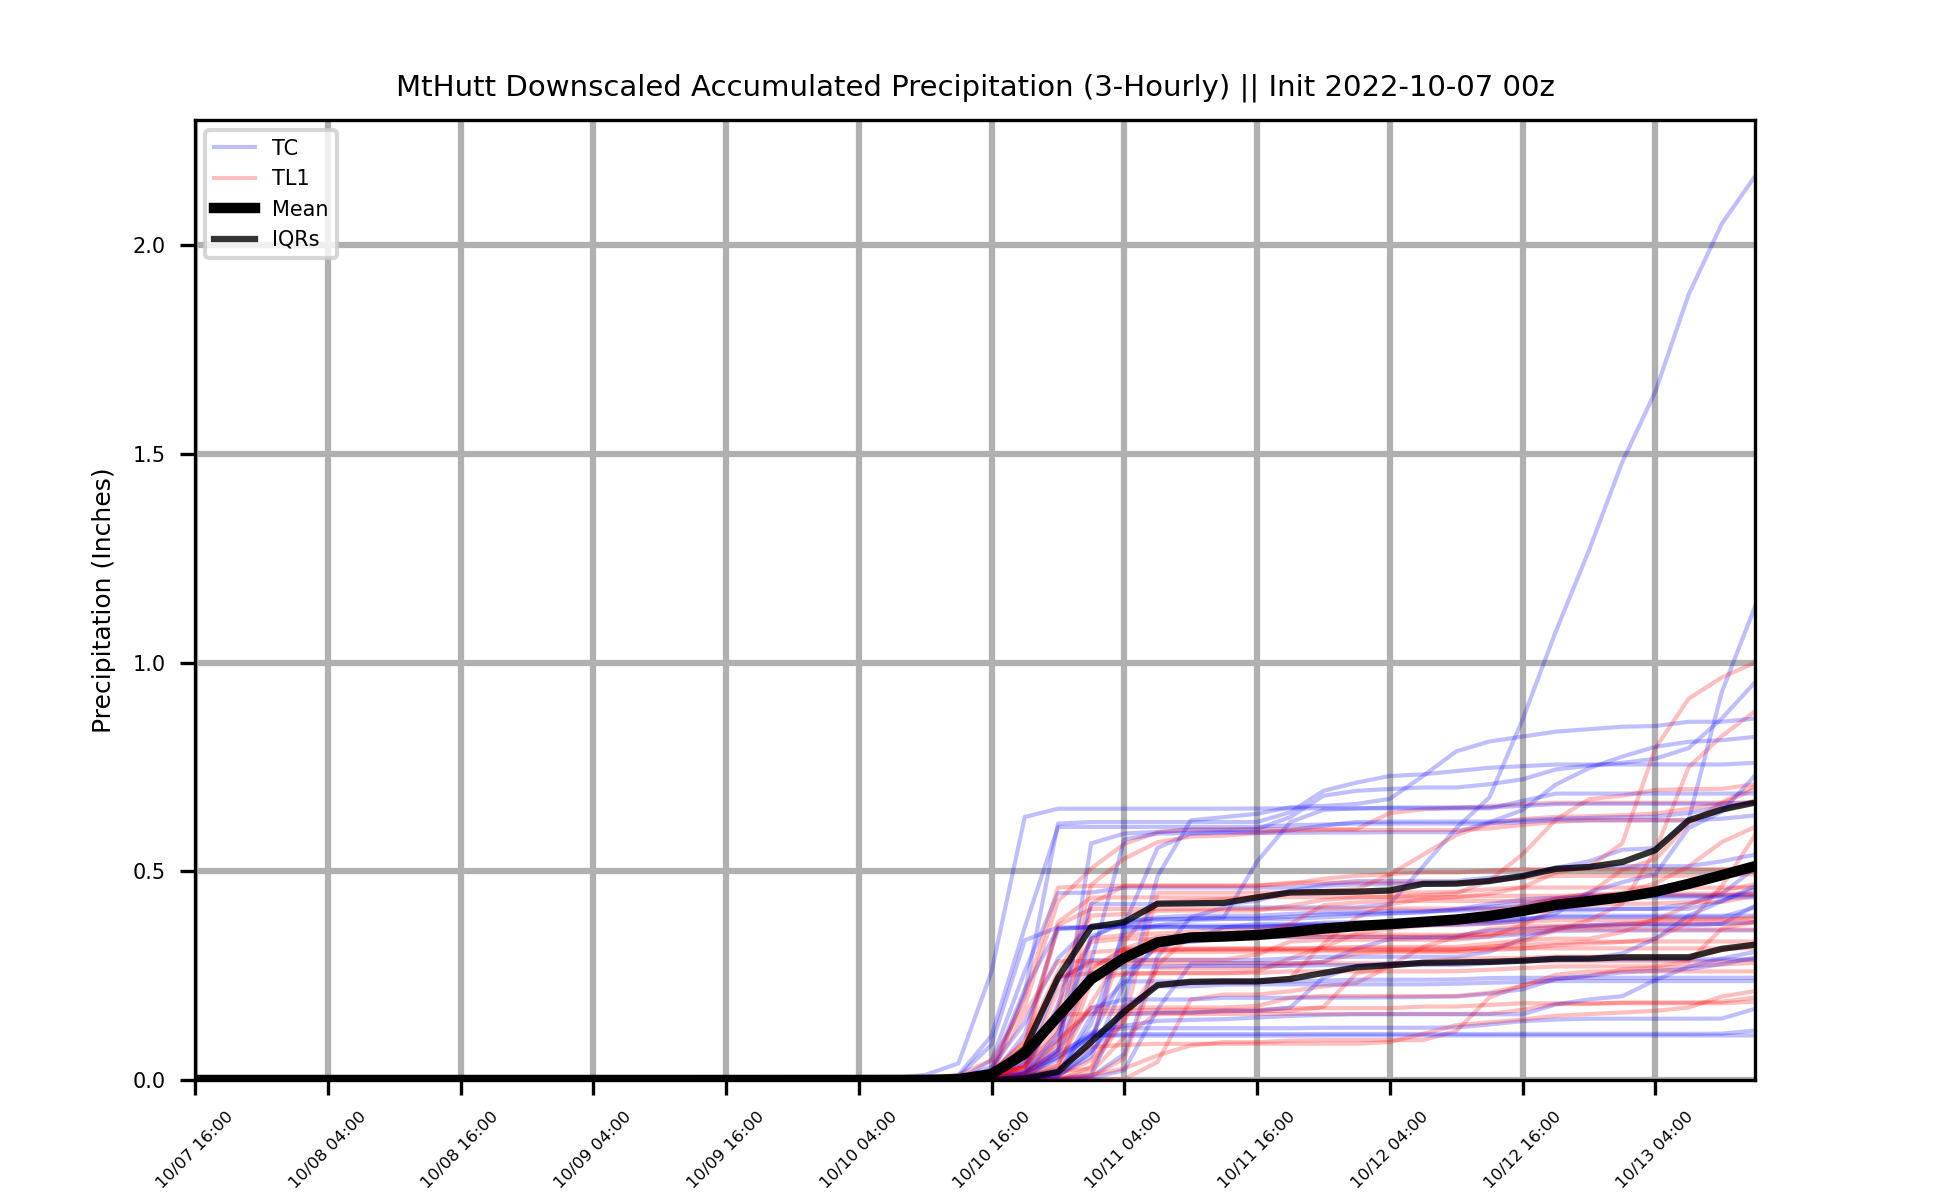 MtHutt Downscaled Accumulated Precipitation (3-Hourly) || Init 2022-10-07 00z
TC
TL1
Mean
IQRs
Precipitation (Inches)
2.0
1.5
1.0
0.5
0.0
10/07 16:00
10/08 04:00
10/08 16:00
10/09 04:00
10/09 16:00
10/10 04:00
10/10 16:00
10/11 04:00
10/11 16:00
10/12 04:00
10/12 16:00
10/13 04:00